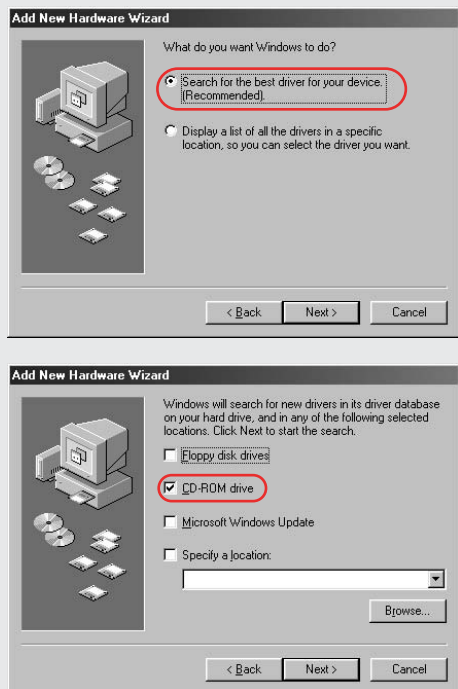 Add New Hardware Wizard
What do you want Windows to do?
Search for the best driver for your device.
(Recommended).
Display a list of all the drivers in a specific
location, so you can select the driver you want.
< Back
Next >
Cancel
Add New Hardware Wizard
Windows will search for new drivers in its driver database
on your hard drive, and in any of the following selected
locations. Click Next to start the search.
Floppy disk drives
CD-ROM drive
Microsoft Windows Update
Specify a location:
Browse...
< Back
Next >
Cancel